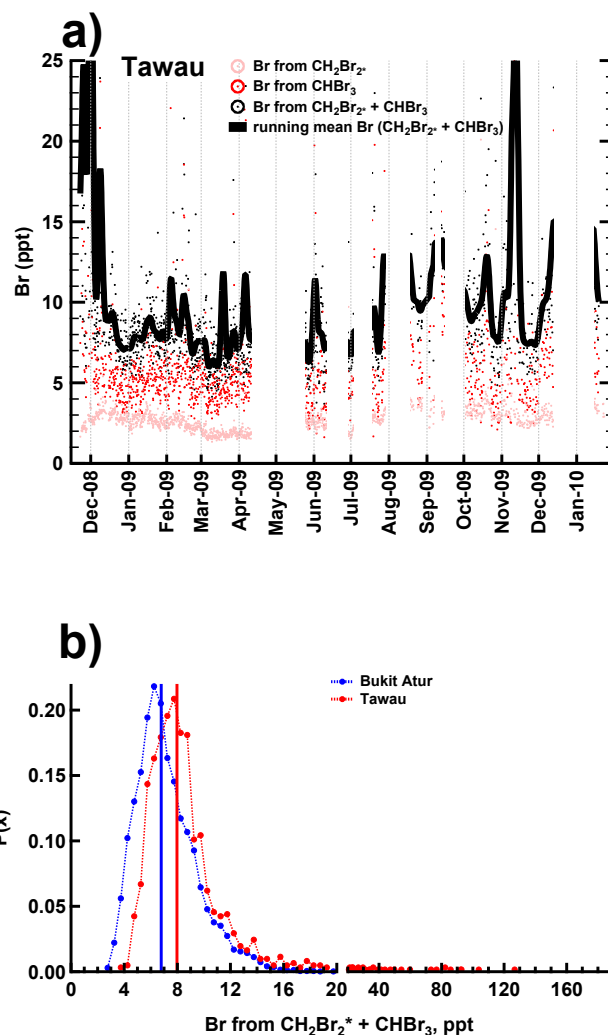 a)
Tawau
Br from CH₂Br₂*
Br from CHBr₃
Br from CH₂Br₂* + CHBr₃
running mean Br (CH₂Br₂* + CHBr₃)
Br (ppt)
25
20
15
10
5
0
Dec-08 Jan-09 Feb-09 Mar-09 Apr-09 May-09 Jun-09 Jul-09 Aug-09 Sep-09 Oct-09 Nov-09 Dec-09 Jan-10
b)
Bukit Atur
Tawau
0.20
0.15
0.10
0.05
0.00
0 4 8 12 16 20 40 80 120 160
Br from CH₂Br₂* + CHBr₃, ppt